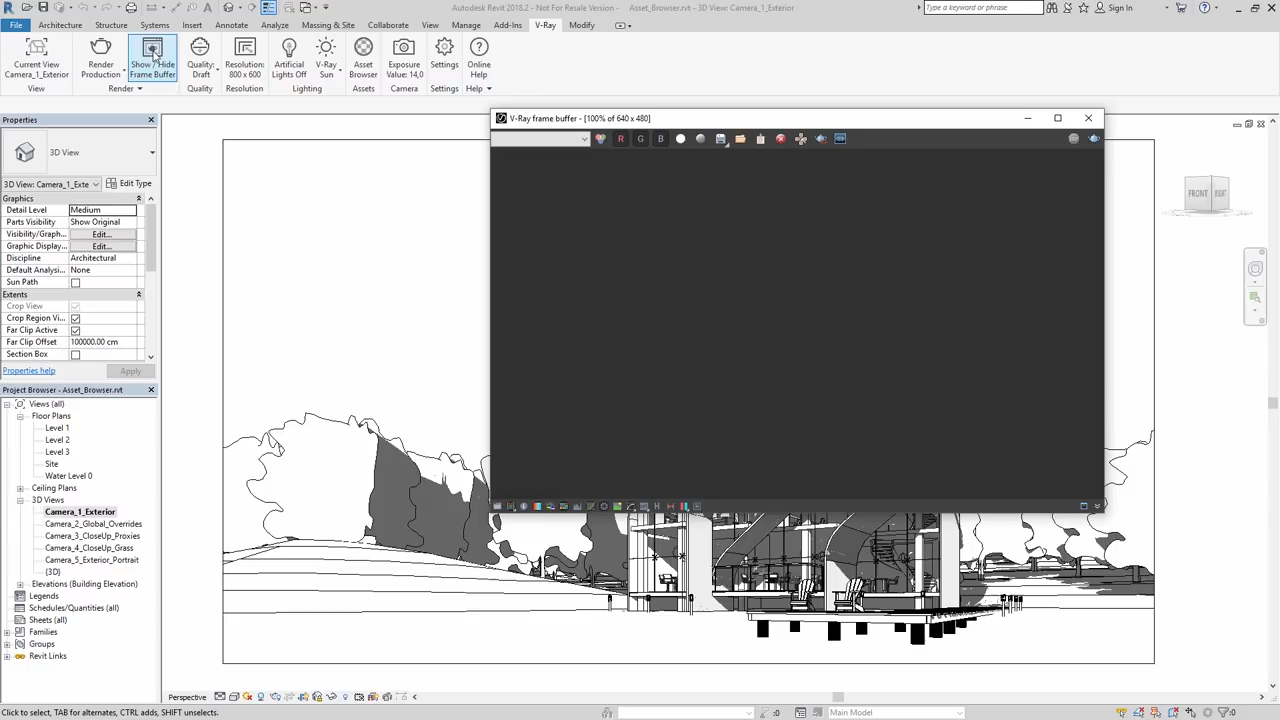 Autodesk Revit 2018.2 - Not For Resale Version - Asset_Browser.rvt - 3D View: Camera_1_Exterior
Type a keyword or phrase
Sign In
File Architecture Structure Systems Insert Annotate Analyze Massing & Site Collaborate View Manage Add-Ins V-Ray Modify
Current View
Camera_1_Exterior
Render
Production
Show / Hide
Frame Buffer
Quality:
Draft
Resolution:
800 x 600
Artificial
Lights Off
V-Ray
Sun
Asset
Browser
Exposure
Value: 14,0
Settings
Online
Help
View Render Quality Resolution Lighting Assets Camera Settings Help
Properties
3D View
3D View: Camera_1_Exte Edit Type
Graphics
Detail Level Medium
Parts Visibility Show Original
Visibility/Graph... Edit...
Graphic Display... Edit...
Discipline Architectural
Default Analysi... None
Sun Path
Extents
Crop View
Crop Region Vi...
Far Clip Active
Far Clip Offset 100000.00 cm
Section Box
Properties help Apply
Project Browser - Asset_Browser.rvt
Views (all)
Floor Plans
Level 1
Level 2
Level 3
Site
Water Level 0
Ceiling Plans
3D Views
Camera_1_Exterior
Camera_2_Global_Overrides
Camera_3_CloseUp_Proxies
Camera_4_CloseUp_Grass
Camera_5_Exterior_Portrait
{3D}
Elevations (Building Elevation)
Legends
Schedules/Quantities (all)
Sheets (all)
Families
Groups
Revit Links
V-Ray frame buffer - [100% of 640 x 480]
R G B
FRONT RIGHT
Perspective
Click to select, TAB for alternates, CTRL adds, SHIFT unselects.
:0
Main Model
:0